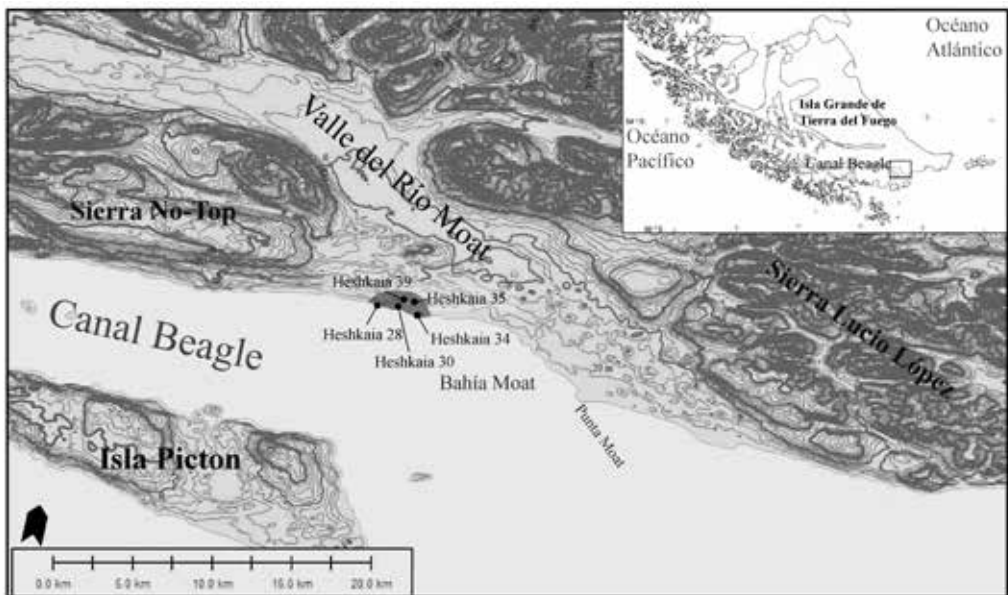 Océano
Atlántico
Isla Grande de
Tierra del Fuego
Océano
Pacífico
Canal Beagle
Valle del Río Moat
Sierra No-Top
Sierra Lucio López
Heshkaia 39
Heshkaia 35
Heshkaia 28
Heshkaia 34
Heshkaia 30
Canal Beagle
Bahía Moat
Punta Moat
Isla Picton
0.0 km 5.0 km 10.0 km 15.0 km 20.0 km